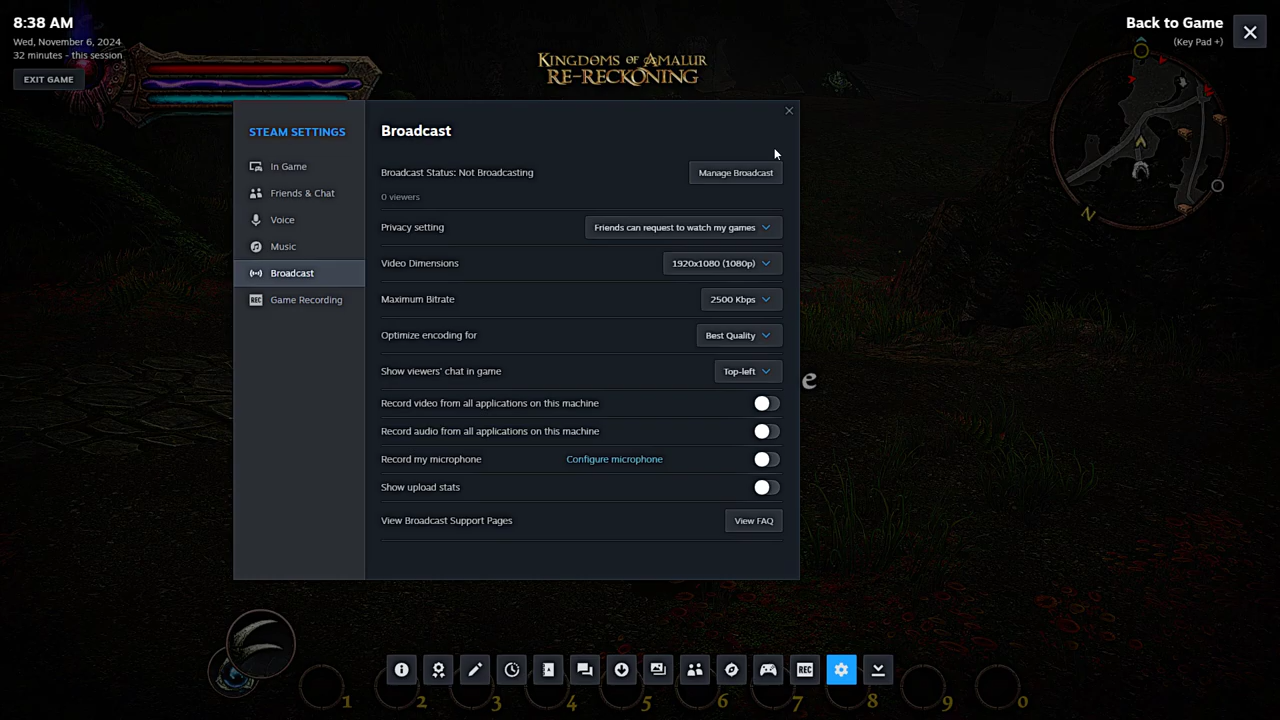 8:38 AM
Wed, November 6, 2024
32 minutes - this session
EXIT GAME
KINGDOMS OF AMALUR
RE-RECKONING
Back to Game
(Key Pad +)
N
STEAM SETTINGS
In Game
Friends & Chat
Voice
Music
Broadcast
REC Game Recording
Broadcast
Broadcast Status: Not Broadcasting Manage Broadcast
0 viewers
Privacy setting Friends can request to watch my games
Video Dimensions 1920x1080 (1080p)
Maximum Bitrate 2500 Kbps
Optimize encoding for Best Quality
Show viewers' chat in game Top-left
e
Record video from all applications on this machine
Record audio from all applications on this machine
Record my microphone Configure microphone
Show upload stats
View Broadcast Support Pages View FAQ
REC
1 2 3 4 5 6 7 8 9 0